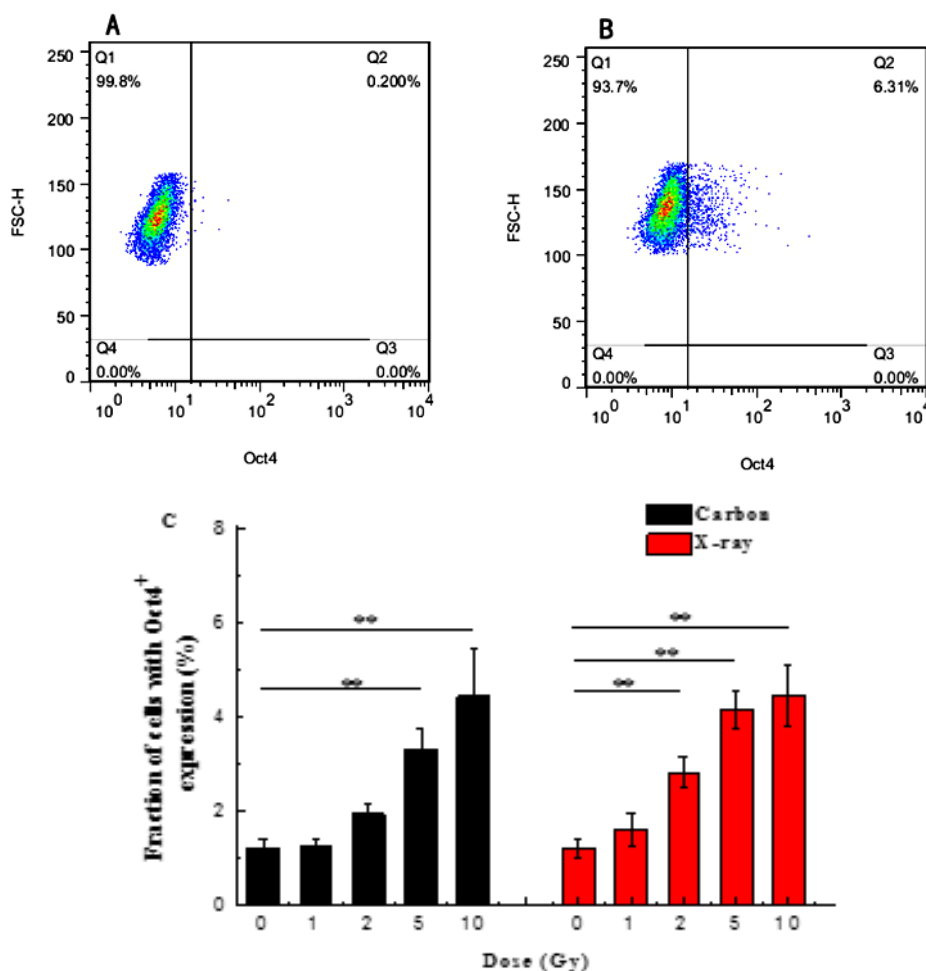 A
Q1
99.8%
Q2
0.200%
Q4
0.00%
Q3
0.00%
250
200
150
100
50
0
FSC-H
10^0 10^1 10^2 10^3 10^4
Oct4
B
Q1
93.7%
Q2
6.31%
Q4
0.00%
Q3
0.00%
250
200
150
100
50
0
FSC-H
10^0 10^1 10^2 10^3 10^4
Oct4
C
Carbon
X-ray
Fraction of cells with Oct4^+
expression (%)
8
6
4
2
0
** **
** **
**
0 1 2 5 10 0 1 2 5 10
Dose (Gy)